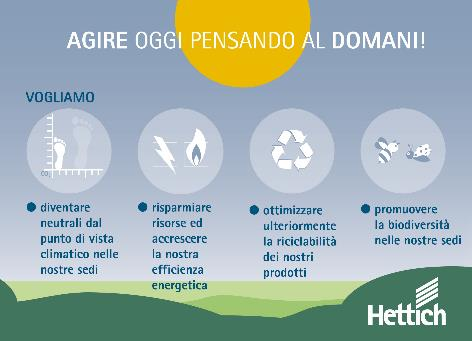 AGIRE OGGI PENSANDO AL DOMANI!
VOGLIAMO
CO
diventare
neutrali dal
punto di vista
climatico nelle
nostre sedi
risparmiare
risorse ed
accrescere
la nostra
efficienza
energetica
ottimizzare
ulteriormente
la riciclabilità
dei nostri
prodotti
promuovere
la biodiversità
nelle nostre sedi
Hettich